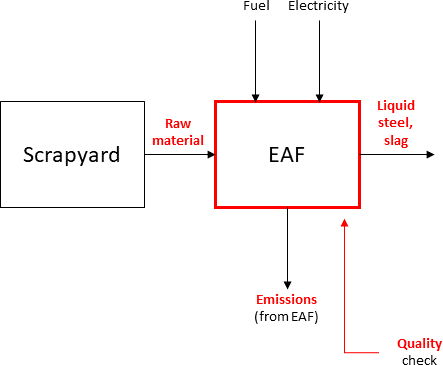 Fuel
Electricity
Scrapyard
Raw
material
EAF
Liquid
steel,
slag
Emissions
(from EAF)
Quality
check